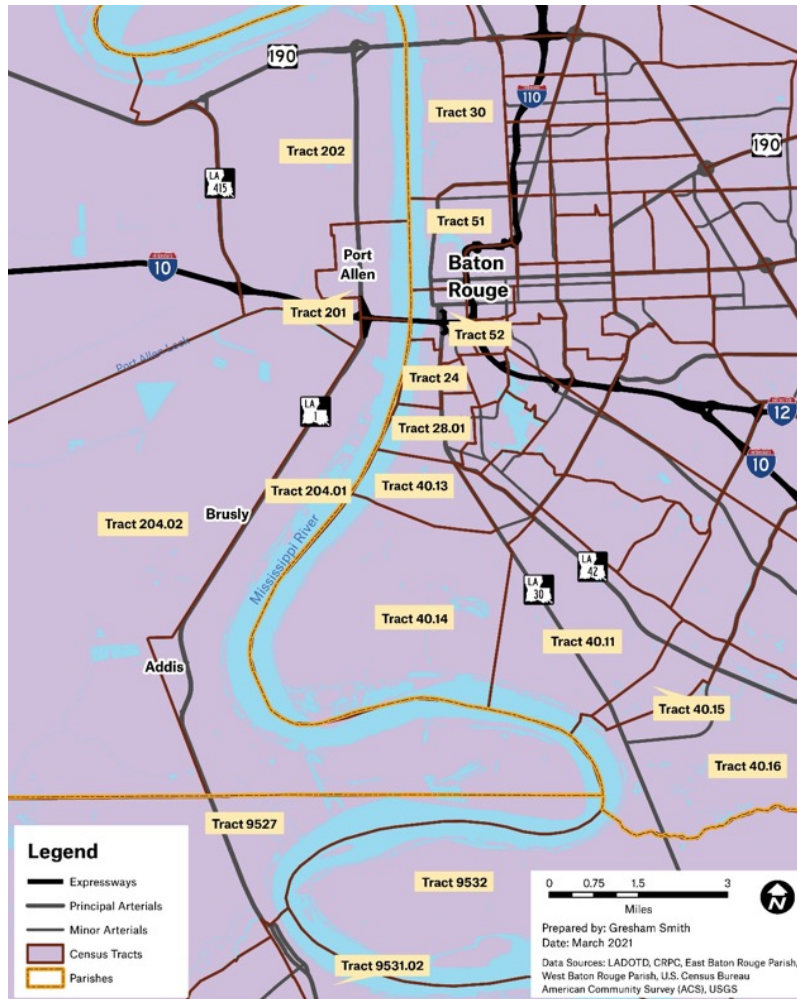 190
Tract 30
110
190
Tract 202
LA
415
Tract 51
Port
Allen
Baton
Rouge
10
Tract 201
Tract 52
Port Allen Lock
Tract 24
LA
1
12
Tract 28.01
10
Tract 40.13
Tract 204.01
Brusly
Tract 204.02
Mississippi River
LA
42
LA
30
Tract 40.14
Tract 40.11
Addis
Tract 40.15
Tract 40.16
Tract 9527
Tract 9532
Tract 9531.02
Legend
Expressways
Principal Arterials
Minor Arterials
Census Tracts
Parishes
0 0.75 1.5 3
Miles
N
Prepared by: Gresham Smith
Date: March 2021
Data Sources: LADOTD, CRPC, East Baton Rouge Parish,
West Baton Rouge Parish, U.S. Census Bureau
American Community Survey (ACS), USGS